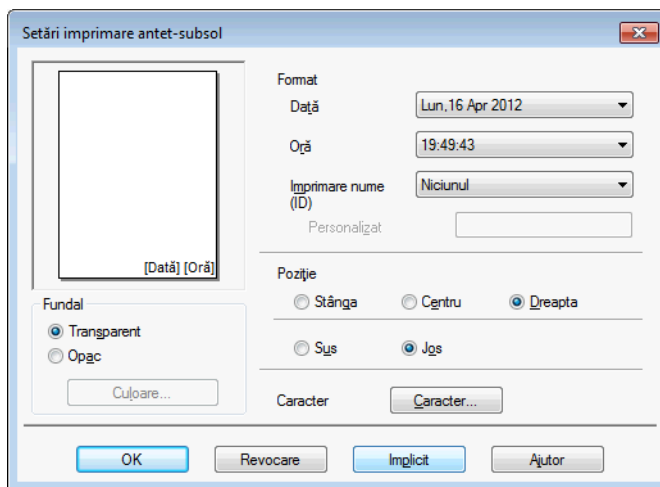 Setări imprimare antet-subsol
[Dată] [Oră]
Fundal
Transparent
Opac
Culoare...
Format
Dată
Lun,16 Apr 2012
Oră
19:49:43
Imprimare nume
(ID)
Niciunul
Personalizat
Poziţie
Stânga
Centru
Dreapta
Sus
Jos
Caracter
Caracter...
OK
Revocare
Implicit
Ajutor